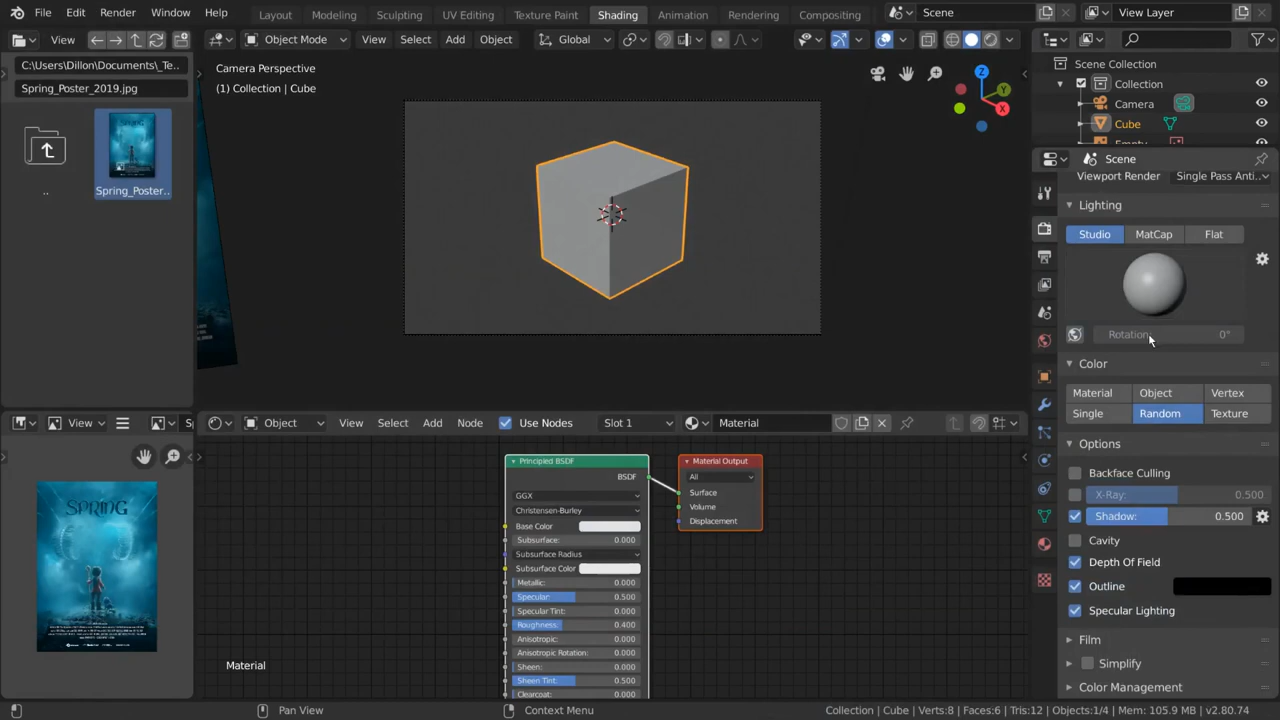 File Edit Render Window Help Layout Modeling Sculpting UV Editing Texture Paint Shading Animation Rendering Compositing Scene View Layer
View
Object Mode View Select Add Object Global
C:\Users\Dillon\Documents\_Te..
Spring_Poster_2019.jpg
Spring_Poster..
..
Camera Perspective
(1) Collection | Cube
Z
Y
X
Scene Collection
Collection
Camera
Cube
Scene
Viewport Render Single Pass Anti..
Lighting
Studio MatCap Flat
Rotation: 0°
Color
Material Object Vertex
Single Random Texture
Options
Backface Culling
X-Ray: 0.500
Shadow: 0.500
Cavity
Depth Of Field
Outline
Specular Lighting
Film
Simplify
Color Management
View
SPRING
Object View Select Add Node Use Nodes Slot 1 Material
Principled BSDF
BSDF
GGX
Christensen-Burley
Base Color
Subsurface: 0.000
Subsurface Radius
Subsurface Color
Metallic: 0.000
Specular: 0.500
Specular Tint: 0.000
Roughness: 0.400
Anisotropic: 0.000
Anisotropic Rotation: 0.000
Sheen: 0.000
Sheen Tint: 0.500
Clearcoat: 0.000
Material Output
All
Surface
Volume
Displacement
Material
Pan View Context Menu Collection | Cube | Verts:8 | Faces:6 | Tris:12 | Objects:1/4 | Mem: 105.9 MB | v2.80.74